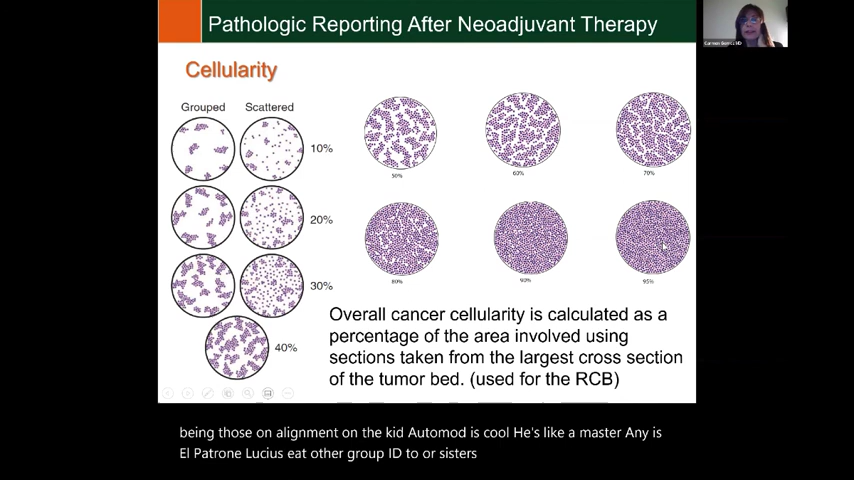 Pathologic Reporting After Neoadjuvant Therapy
Cellularity
Grouped Scattered
10%
20%
30%
40%
50% 60% 70%
80% 90% 95%
Overall cancer cellularity is calculated as a
percentage of the area involved using
sections taken from the largest cross section
of the tumor bed. (used for the RCB)
being those on alignment on the kid Automod is cool He's like a master Any is
El Patrone Lucius eat other group ID to or sisters